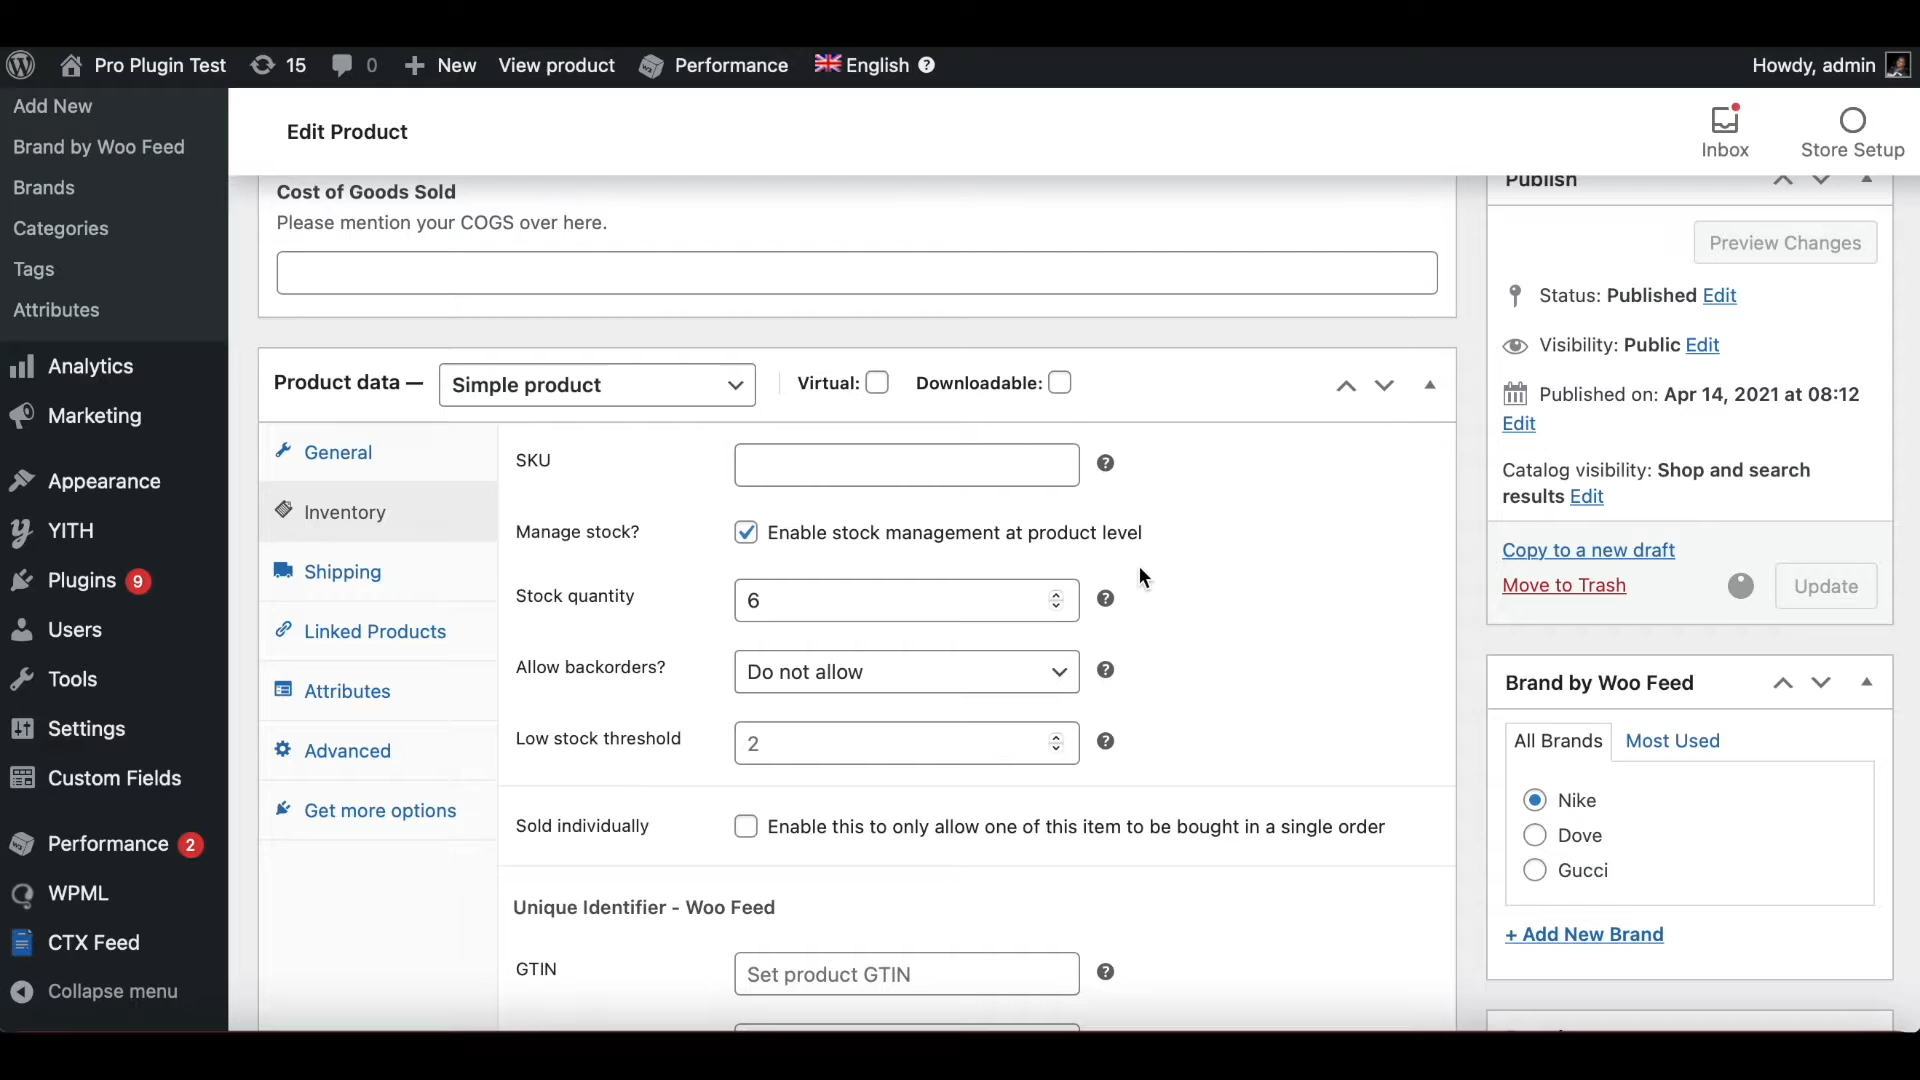 Pro Plugin Test 15 0 New View product Performance English Howdy, admin
Add New
Brand by Woo Feed
Brands
Categories
Tags
Attributes
Analytics
Marketing
Appearance
YITH
Plugins 9
Users
Tools
Settings
Custom Fields
Performance 2
WPML
CTX Feed
Collapse menu
Edit Product
Inbox
Store Setup
Cost of Goods Sold
Please mention your COGS over here.
Product data — Simple product Virtual: Downloadable:
General
Inventory
Shipping
Linked Products
Attributes
Advanced
Get more options
SKU
Manage stock? Enable stock management at product level
Stock quantity 6
Allow backorders? Do not allow
Low stock threshold 2
Sold individually Enable this to only allow one of this item to be bought in a single order
Unique Identifier - Woo Feed
GTIN Set product GTIN
Publish
Preview Changes
Status: Published Edit
Visibility: Public Edit
Published on: Apr 14, 2021 at 08:12
Edit
Catalog visibility: Shop and search
results Edit
Copy to a new draft
Move to Trash
Update
Brand by Woo Feed
All Brands Most Used
Nike
Dove
Gucci
+ Add New Brand